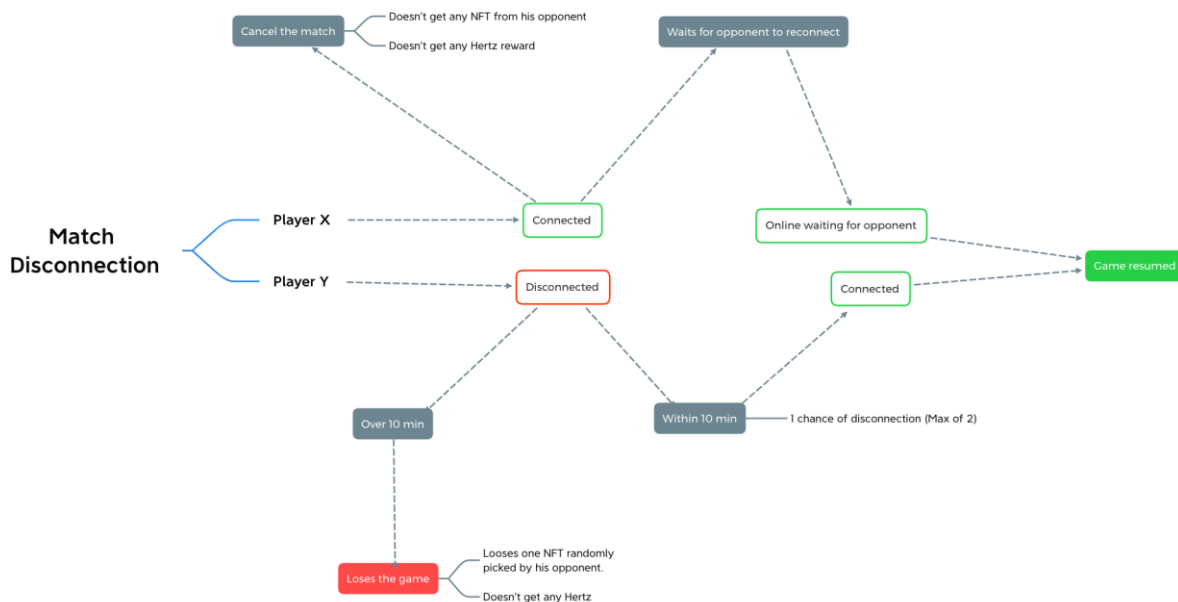 Cancel the match
Doesn't get any NFT from his opponent
Doesn't get any Hertz reward
Waits for opponent to reconnect
Match
Disconnection
Player X
Connected
Online waiting for opponent
Game resumed
Player Y
Disconnected
Connected
Over 10 min
Within 10 min
1 chance of disconnection (Max of 2)
Loses the game
Looses one NFT randomly
picked by his opponent.
Doesn't get any Hertz